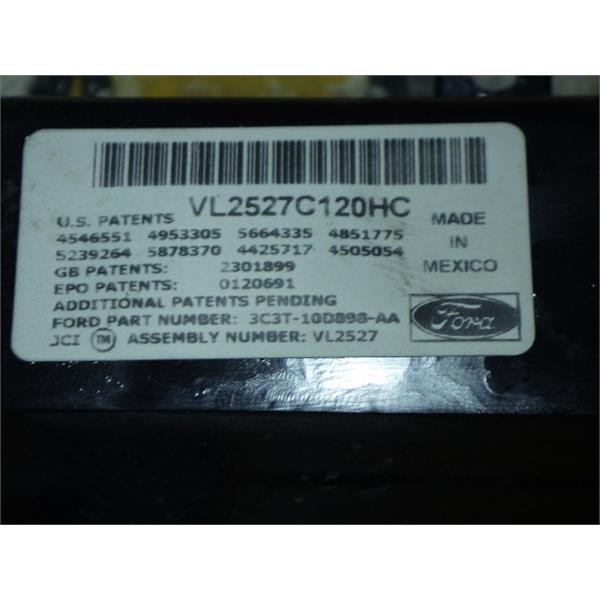 VL2527C120HC
U.S. PATENTS
4546551 4953305 5664335 4851775
5239264 5878370 4425717 4505054
GB PATENTS: 2301899
EPO PATENTS: 0120691
ADDITIONAL PATENTS PENDING
FORD PART NUMBER: 3C3T-10D898-AA
JCI TM ASSEMBLY NUMBER: VL2527
MADE
IN
MEXICO
Ford